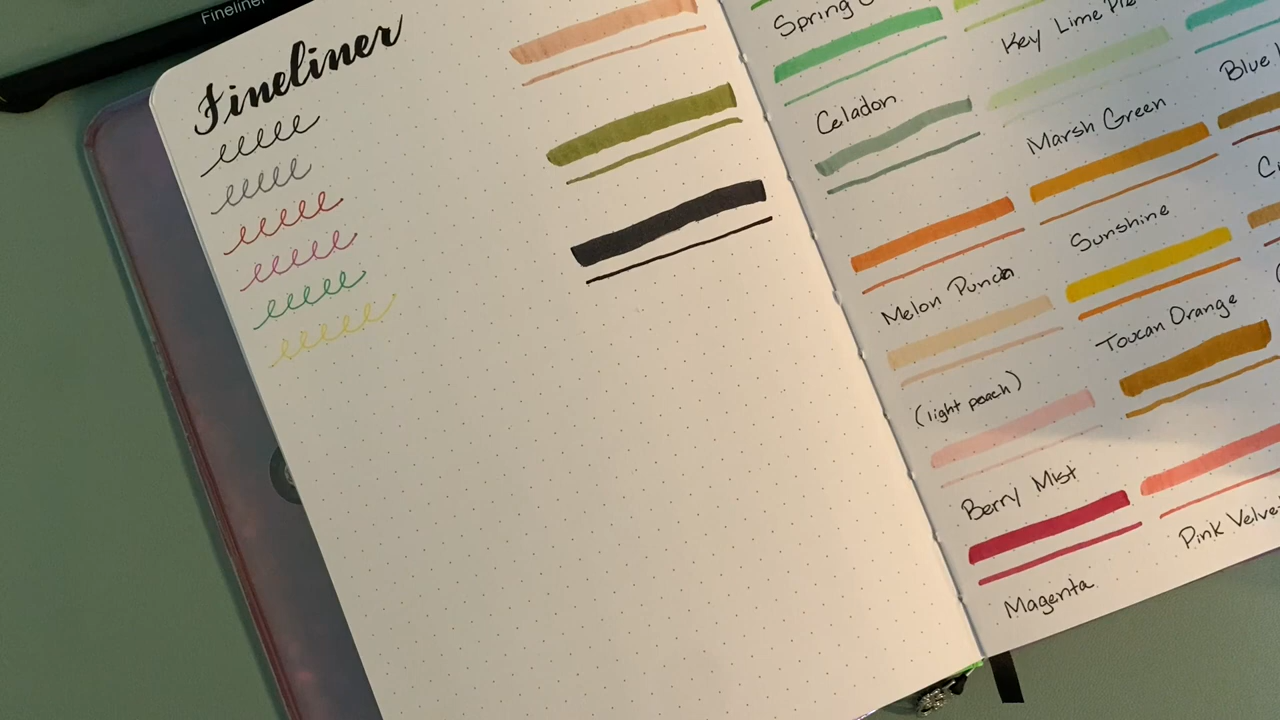 Fineliner
Fineliner
Spring
Key Lime Pie
Blue
Celadon
Marsh Green
Melon Punch
Sunshine
(light peach)
Toucan Orange
Berry Mist
Pink Velvet
Magenta